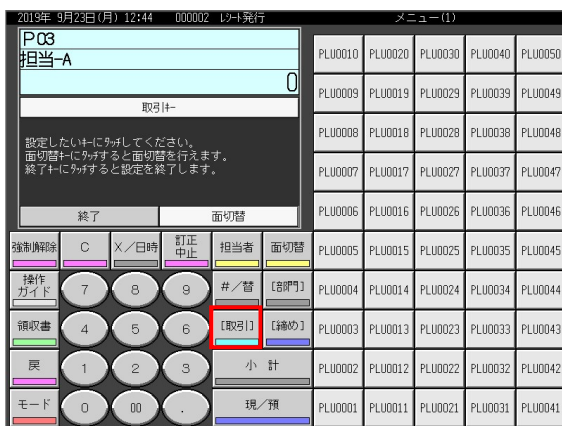 2019年 9月23日(月) 12:44 000002 レシート発行 メニュー(1)
P03
担当-A
0
取引キー
設定したいキーにタッチしてください。
面切替キーにタッチすると面切替を行えます。
終了キーにタッチすると設定を終了します。
終了 面切替
強制解除 C X/日時 訂正中止 担当者 面切替
操作ガイド 7 8 9 #/替 [部門]
領収書 4 5 6 [取引] [締め]
戻 1 2 3 小 計
モード 0 00 . 現/預
PLU0010 PLU0020 PLU0030 PLU0040 PLU0050
PLU0009 PLU0019 PLU0029 PLU0039 PLU0049
PLU0008 PLU0018 PLU0028 PLU0038 PLU0048
PLU0007 PLU0017 PLU0027 PLU0037 PLU0047
PLU0006 PLU0016 PLU0026 PLU0036 PLU0046
PLU0005 PLU0015 PLU0025 PLU0035 PLU0045
PLU0004 PLU0014 PLU0024 PLU0034 PLU0044
PLU0003 PLU0013 PLU0023 PLU0033 PLU0043
PLU0002 PLU0012 PLU0022 PLU0032 PLU0042
PLU0001 PLU0011 PLU0021 PLU0031 PLU0041